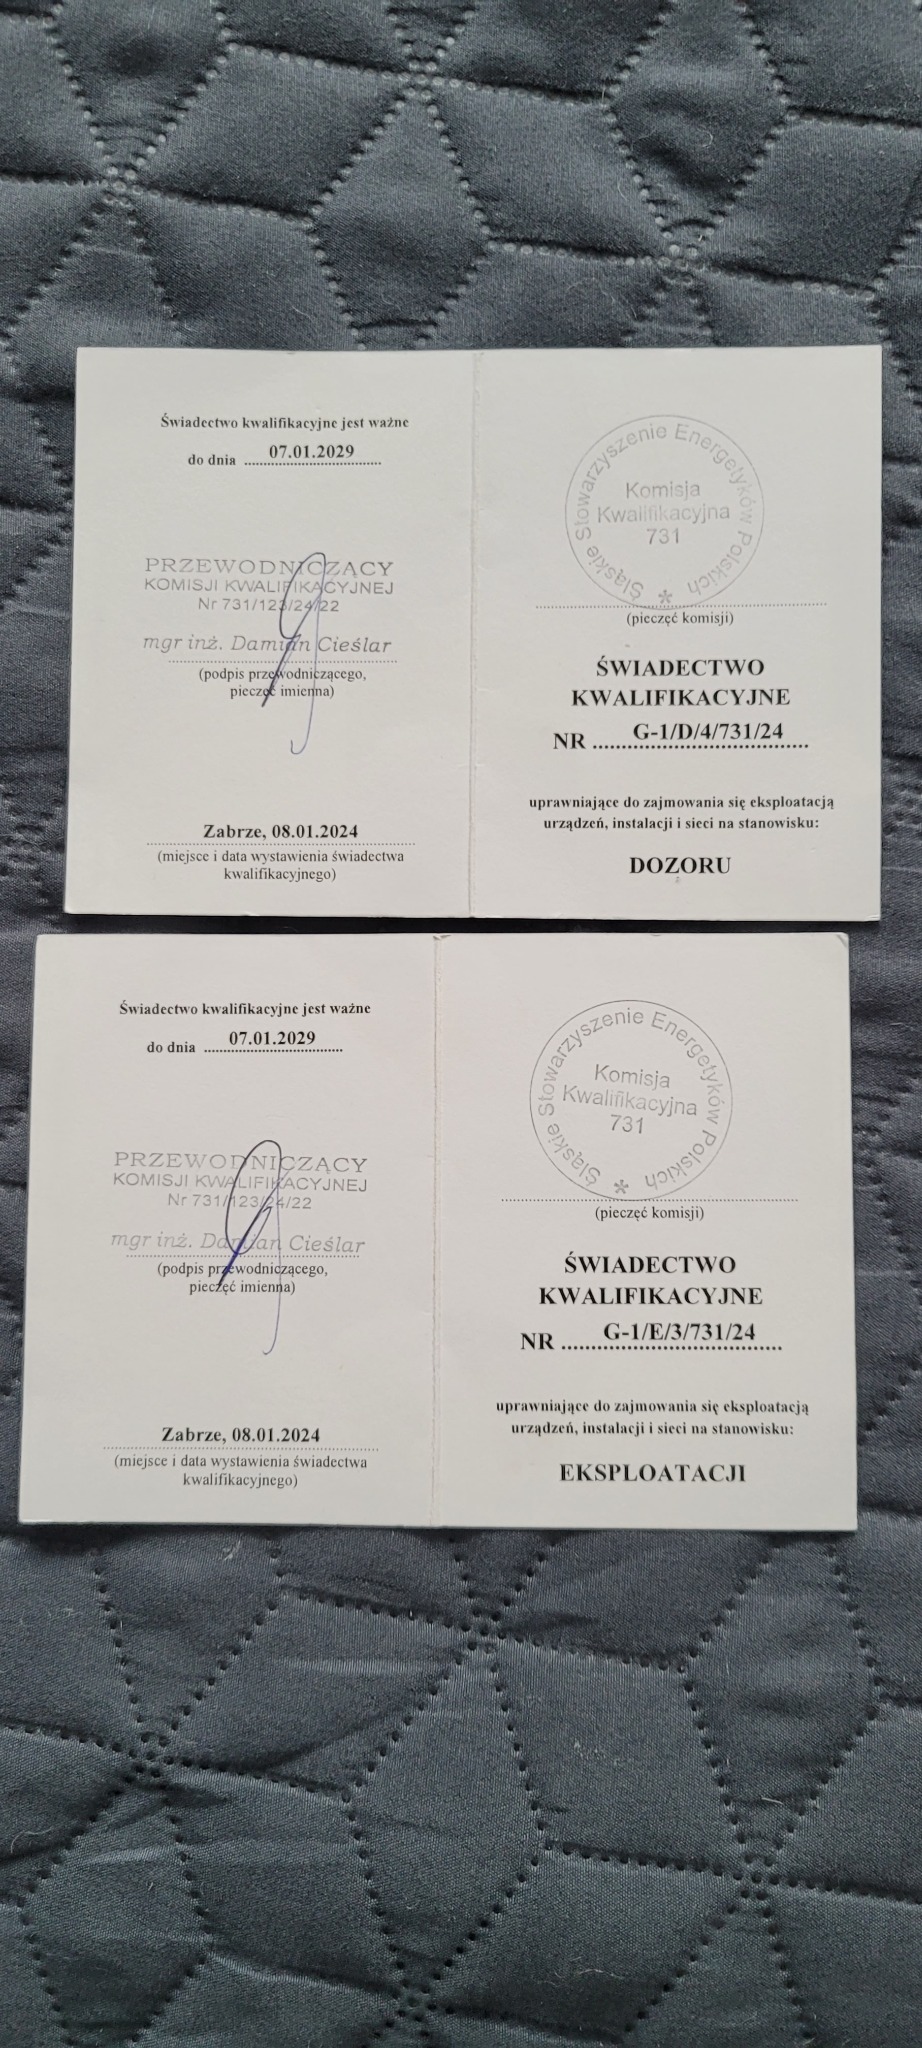 Świadectwo kwalifikacyjne jest ważne
do dnia 07.01.2029
PRZEWODNICZĄCY
KOMISJI KWALIFIKACYJNEJ
Nr 731/123/24/22
mgr inż. Damian Cieślar
(podpis przewodniczącego,
pieczęć imienna)
Zabrze, 08.01.2024
(miejsce i data wystawienia świadectwa
kwalifikacyjnego)
Śląskie Stowarzyszenie Energetyków Polskich *
Komisja
Kwalifikacyjna
731
(pieczęć komisji)
ŚWIADECTWO
KWALIFIKACYJNE
NR G-1/D/4/731/24
uprawniające do zajmowania się eksploatacją
urządzeń, instalacji i sieci na stanowisku:
DOZORU
Świadectwo kwalifikacyjne jest ważne
do dnia 07.01.2029
PRZEWODNICZĄCY
KOMISJI KWALIFIKACYJNEJ
Nr 731/123/24/22
mgr inż. Damian Cieślar
(podpis przewodniczącego,
pieczęć imienna)
Zabrze, 08.01.2024
(miejsce i data wystawienia świadectwa
kwalifikacyjnego)
Śląskie Stowarzyszenie Energetyków Polskich *
Komisja
Kwalifikacyjna
731
(pieczęć komisji)
ŚWIADECTWO
KWALIFIKACYJNE
NR G-1/E/3/731/24
uprawniające do zajmowania się eksploatacją
urządzeń, instalacji i sieci na stanowisku:
EKSPLOATACJI